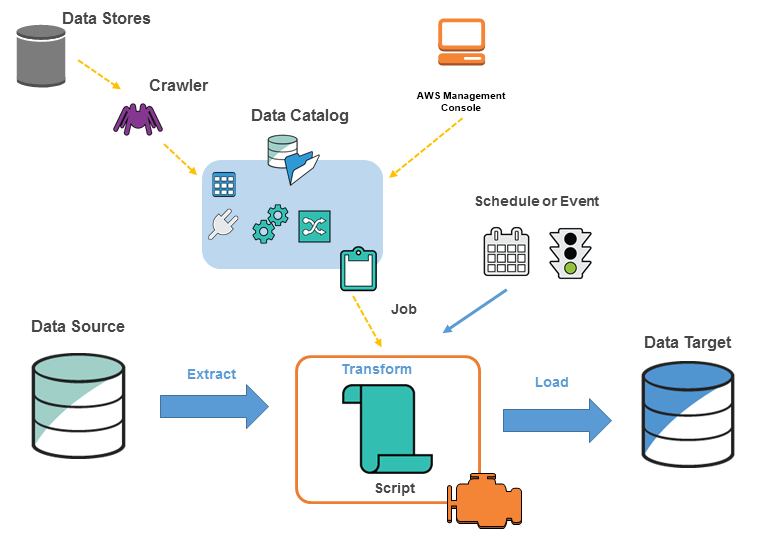 Data Stores
Crawler
Data Catalog
AWS Management
Console
Schedule or Event
Job
Data Source
Extract
Transform
Script
Load
Data Target